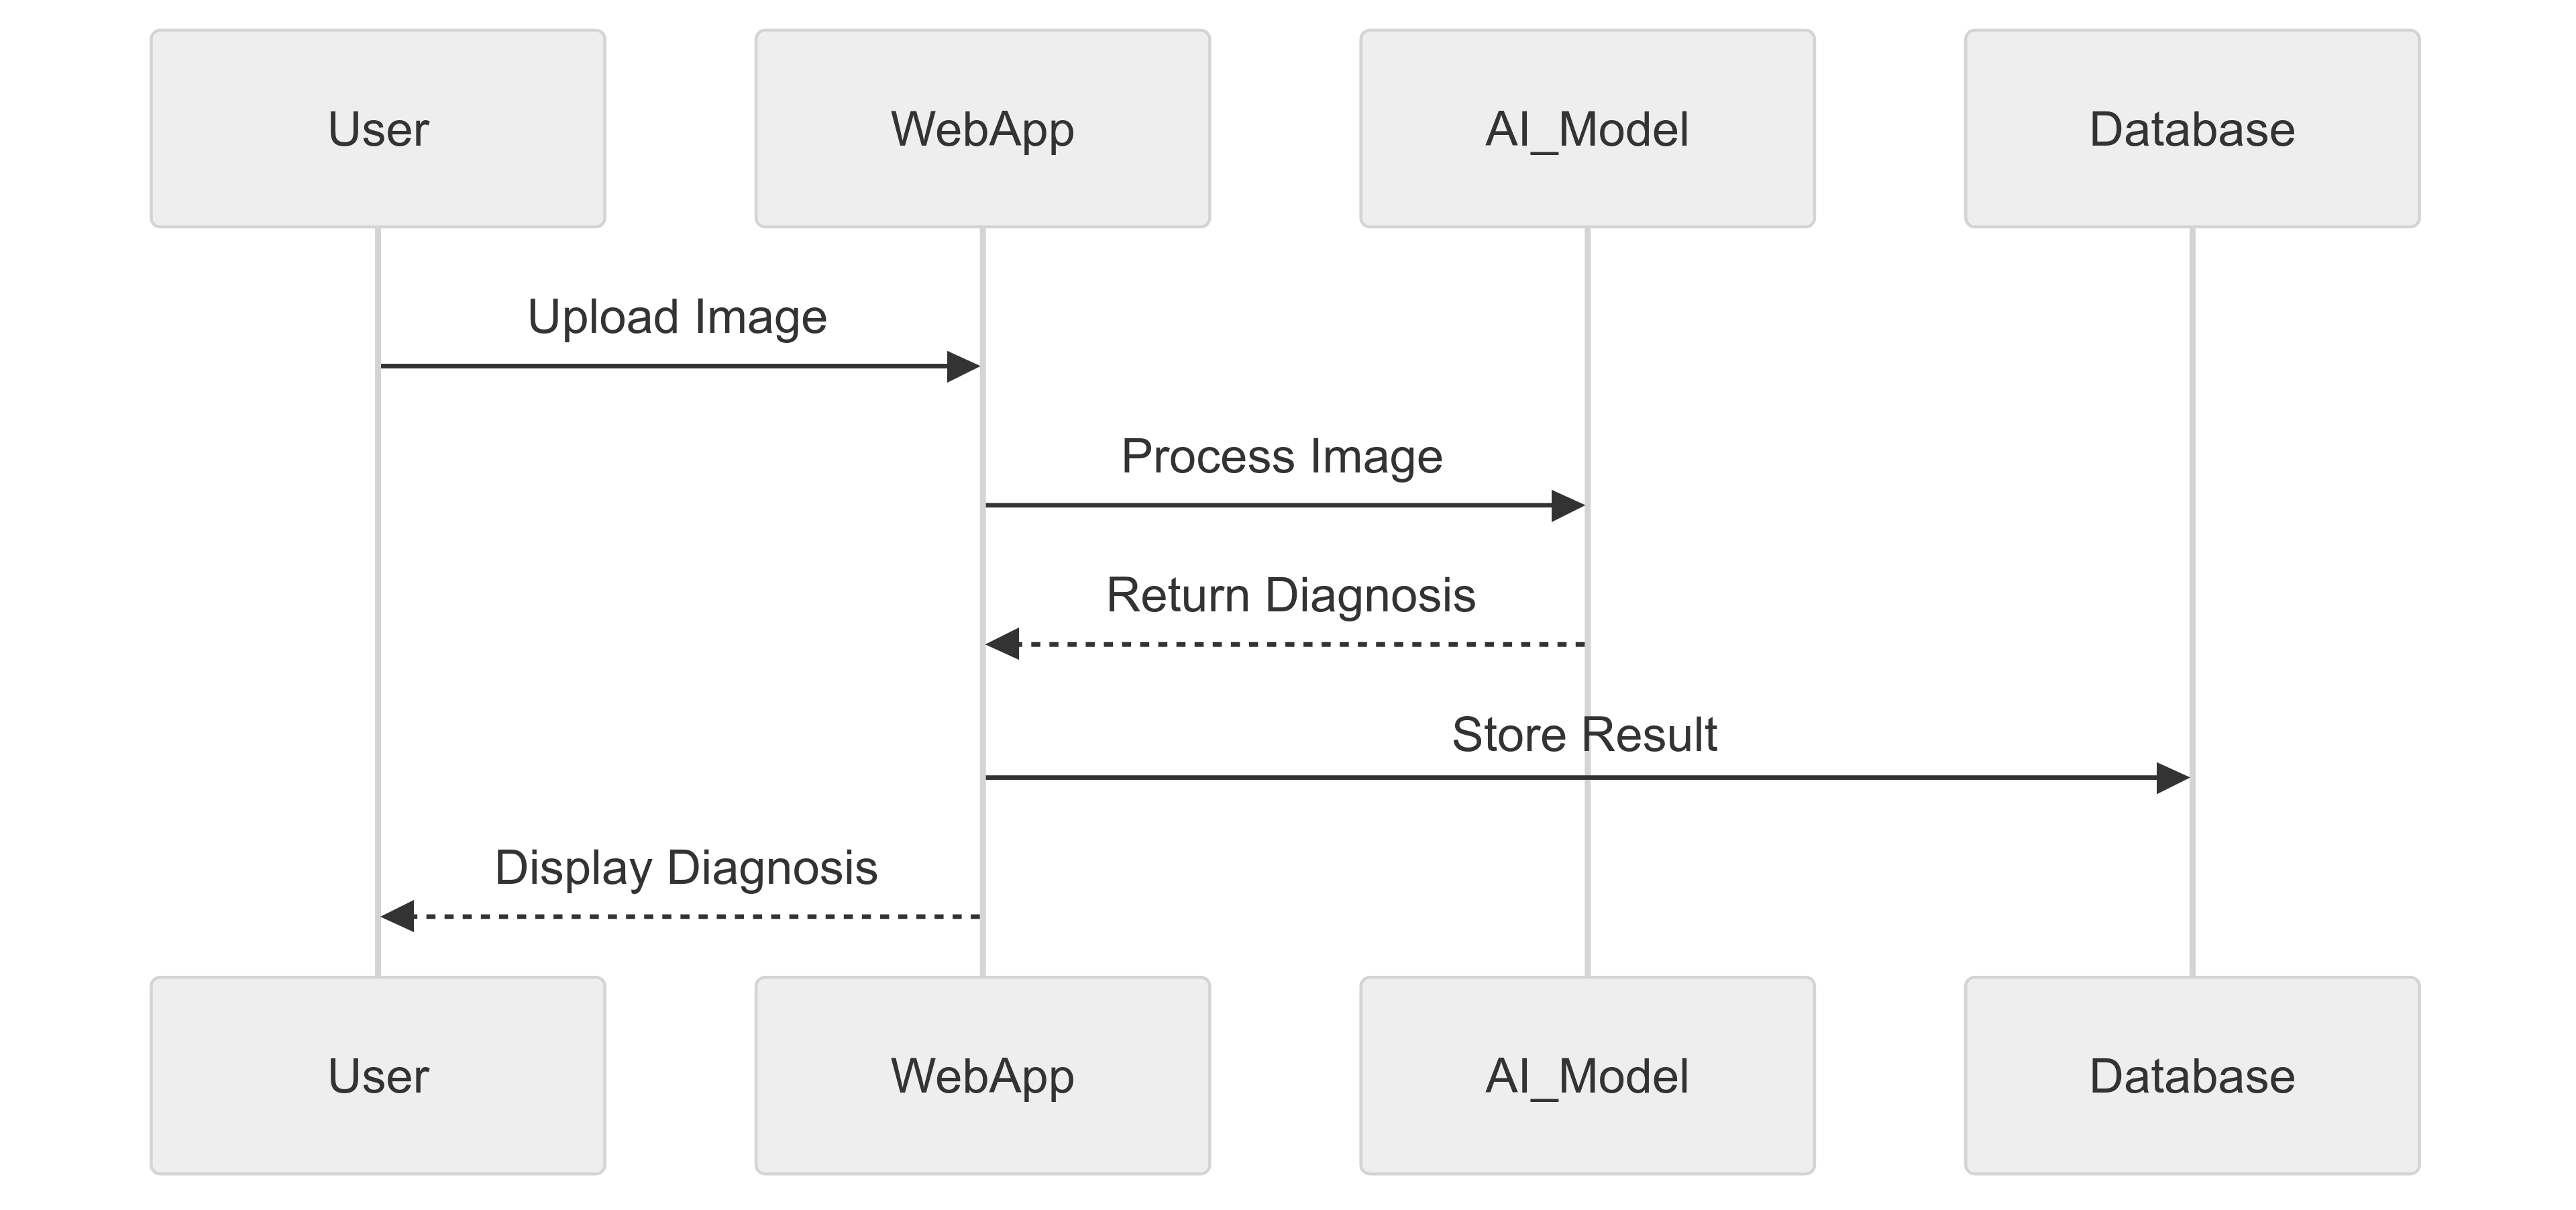 User
WebApp
AI_Model
Database
Upload Image
Process Image
Return Diagnosis
Store Result
Display Diagnosis
User
WebApp
AI_Model
Database